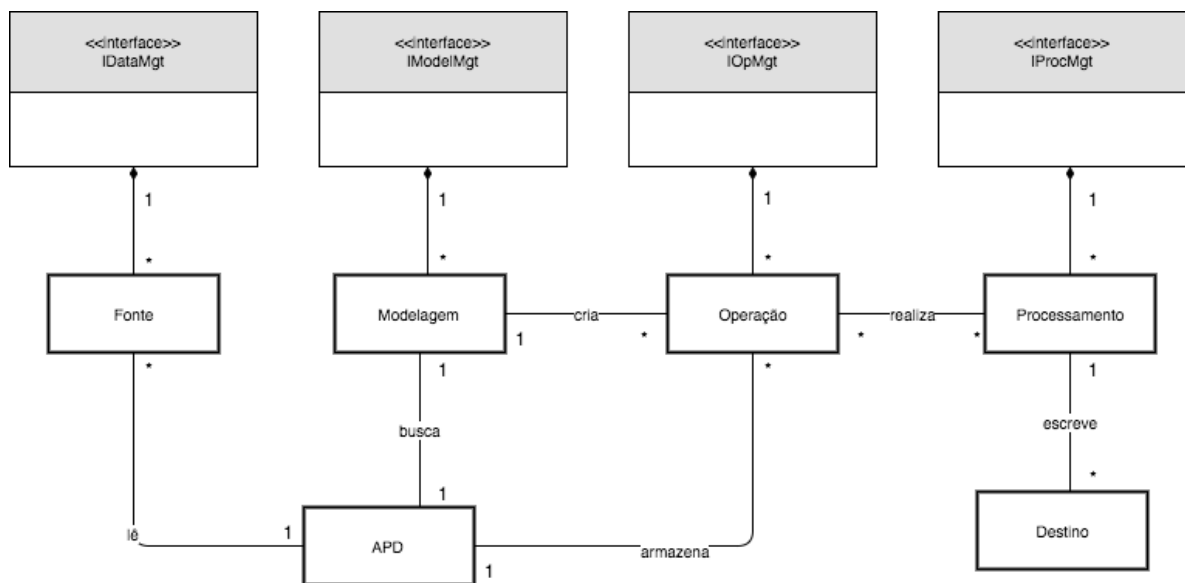 <<interface>>
IDataMgt
<<interface>>
IModelMgt
<<interface>>
IOpMgt
<<interface>>
IProcMgt
1
1
1
1
*
*
*
*
Fonte
Modelagem
cria
Operação
realiza
Processamento
1
*
*
*
*
1
*
1
busca
escreve
1
*
lê
1
APD
armazena
1
Destino